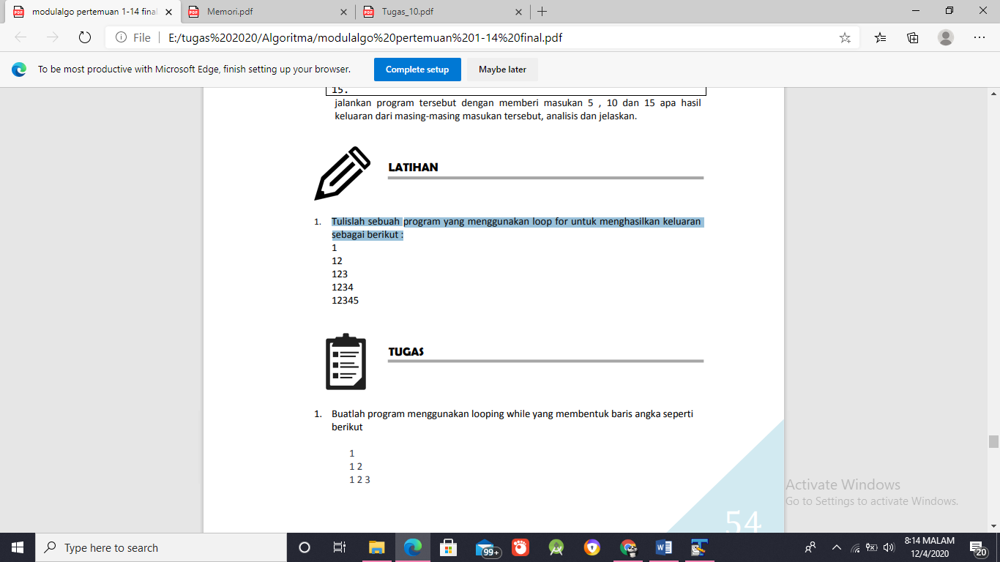 modulalgo pertemuan 1-14 final
Memori.pdf
Tugas_10.pdf
File
E:/tugas%202020/Algoritma/modulalgo%20pertemuan%201-14%20final.pdf
To be most productive with Microsoft Edge, finish setting up your browser.
Complete setup
Maybe later
15.
jalankan program tersebut dengan memberi masukan 5 , 10 dan 15 apa hasil
keluaran dari masing-masing masukan tersebut, analisis dan jelaskan.
LATIHAN
1. Tulislah sebuah program yang menggunakan loop for untuk menghasilkan keluaran
sebagai berikut :
1
12
123
1234
12345
TUGAS
1. Buatlah program menggunakan looping while yang membentuk baris angka seperti
berikut
1
1 2
1 2 3
54
Activate Windows
Go to Settings to activate Windows.
Type here to search
99+
8:14 MALAM
12/4/2020
20